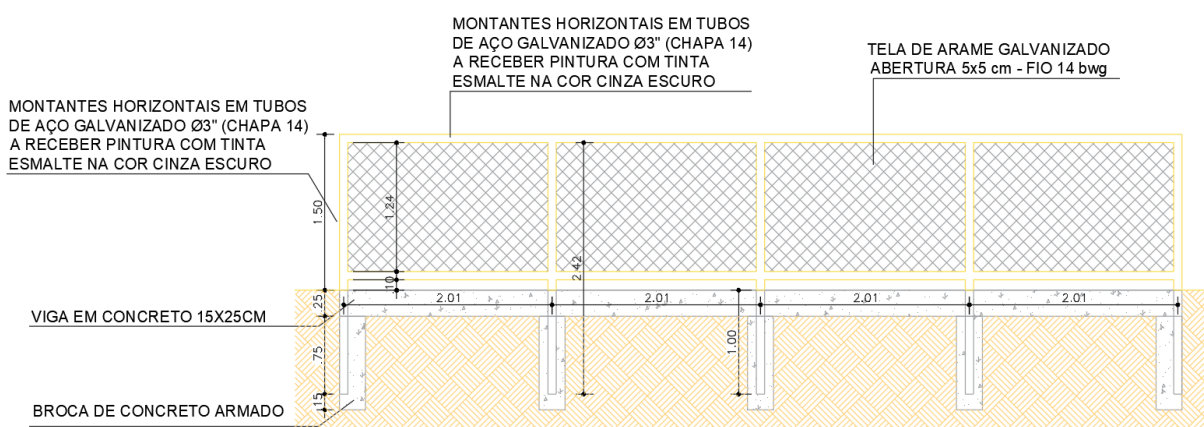 MONTANTES HORIZONTAIS EM TUBOS
DE AÇO GALVANIZADO Ø3" (CHAPA 14)
A RECEBER PINTURA COM TINTA
ESMALTE NA COR CINZA ESCURO
TELA DE ARAME GALVANIZADO
ABERTURA 5x5 cm - FIO 14 bwg
MONTANTES HORIZONTAIS EM TUBOS
DE AÇO GALVANIZADO Ø3" (CHAPA 14)
A RECEBER PINTURA COM TINTA
ESMALTE NA COR CINZA ESCURO
1.50
1.24
2.42
.10
.25
2.01
2.01
2.01
2.01
VIGA EM CONCRETO 15X25CM
.75
1.00
.15
BROCA DE CONCRETO ARMADO